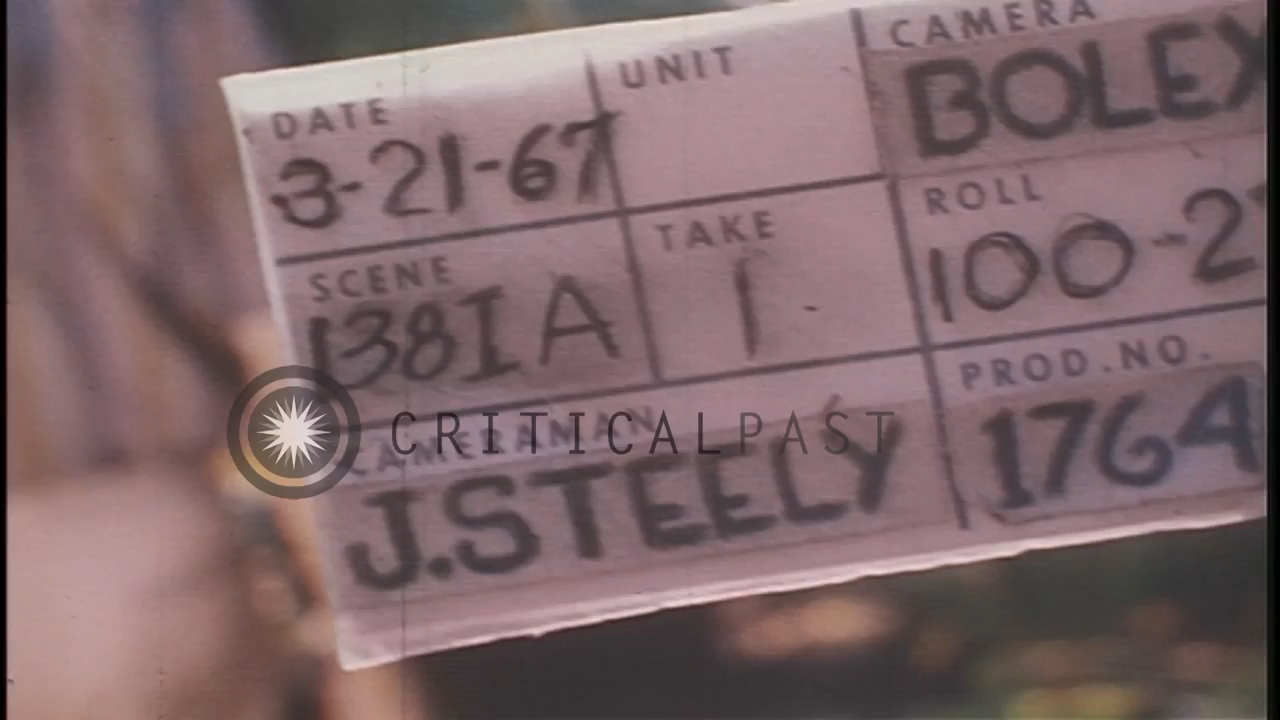 DATE
3-21-67
UNIT
CAMERA
BOLEX
SCENE
1381A
TAKE
1
ROLL
100-2
CAMERAMAN
J.STEELY
PROD.NO.
1764
CRITICALPAST